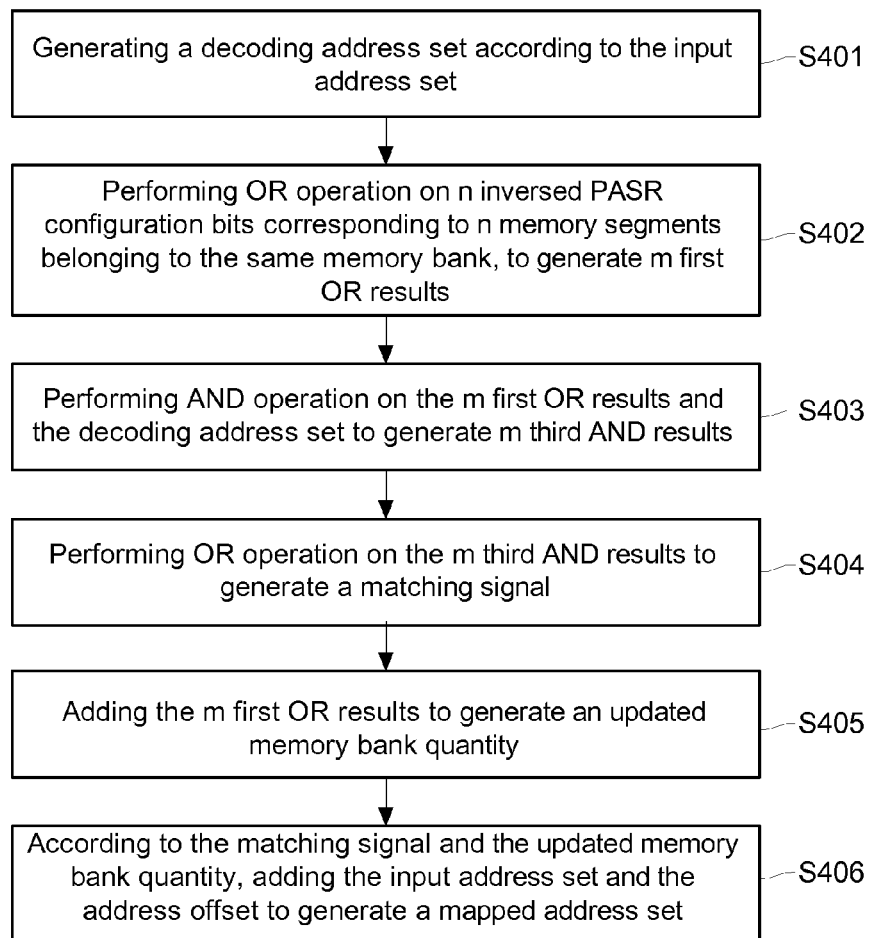 Generating a decoding address set according to the input
address set
S401
Performing OR operation on n inversed PASR
configuration bits corresponding to n memory segments
belonging to the same memory bank, to generate m first
OR results
S402
Performing AND operation on the m first OR results and
the decoding address set to generate m third AND results
S403
Performing OR operation on the m third AND results to
generate a matching signal
S404
Adding the m first OR results to generate an updated
memory bank quantity
S405
According to the matching signal and the updated memory
bank quantity, adding the input address set and the
address offset to generate a mapped address set
S406